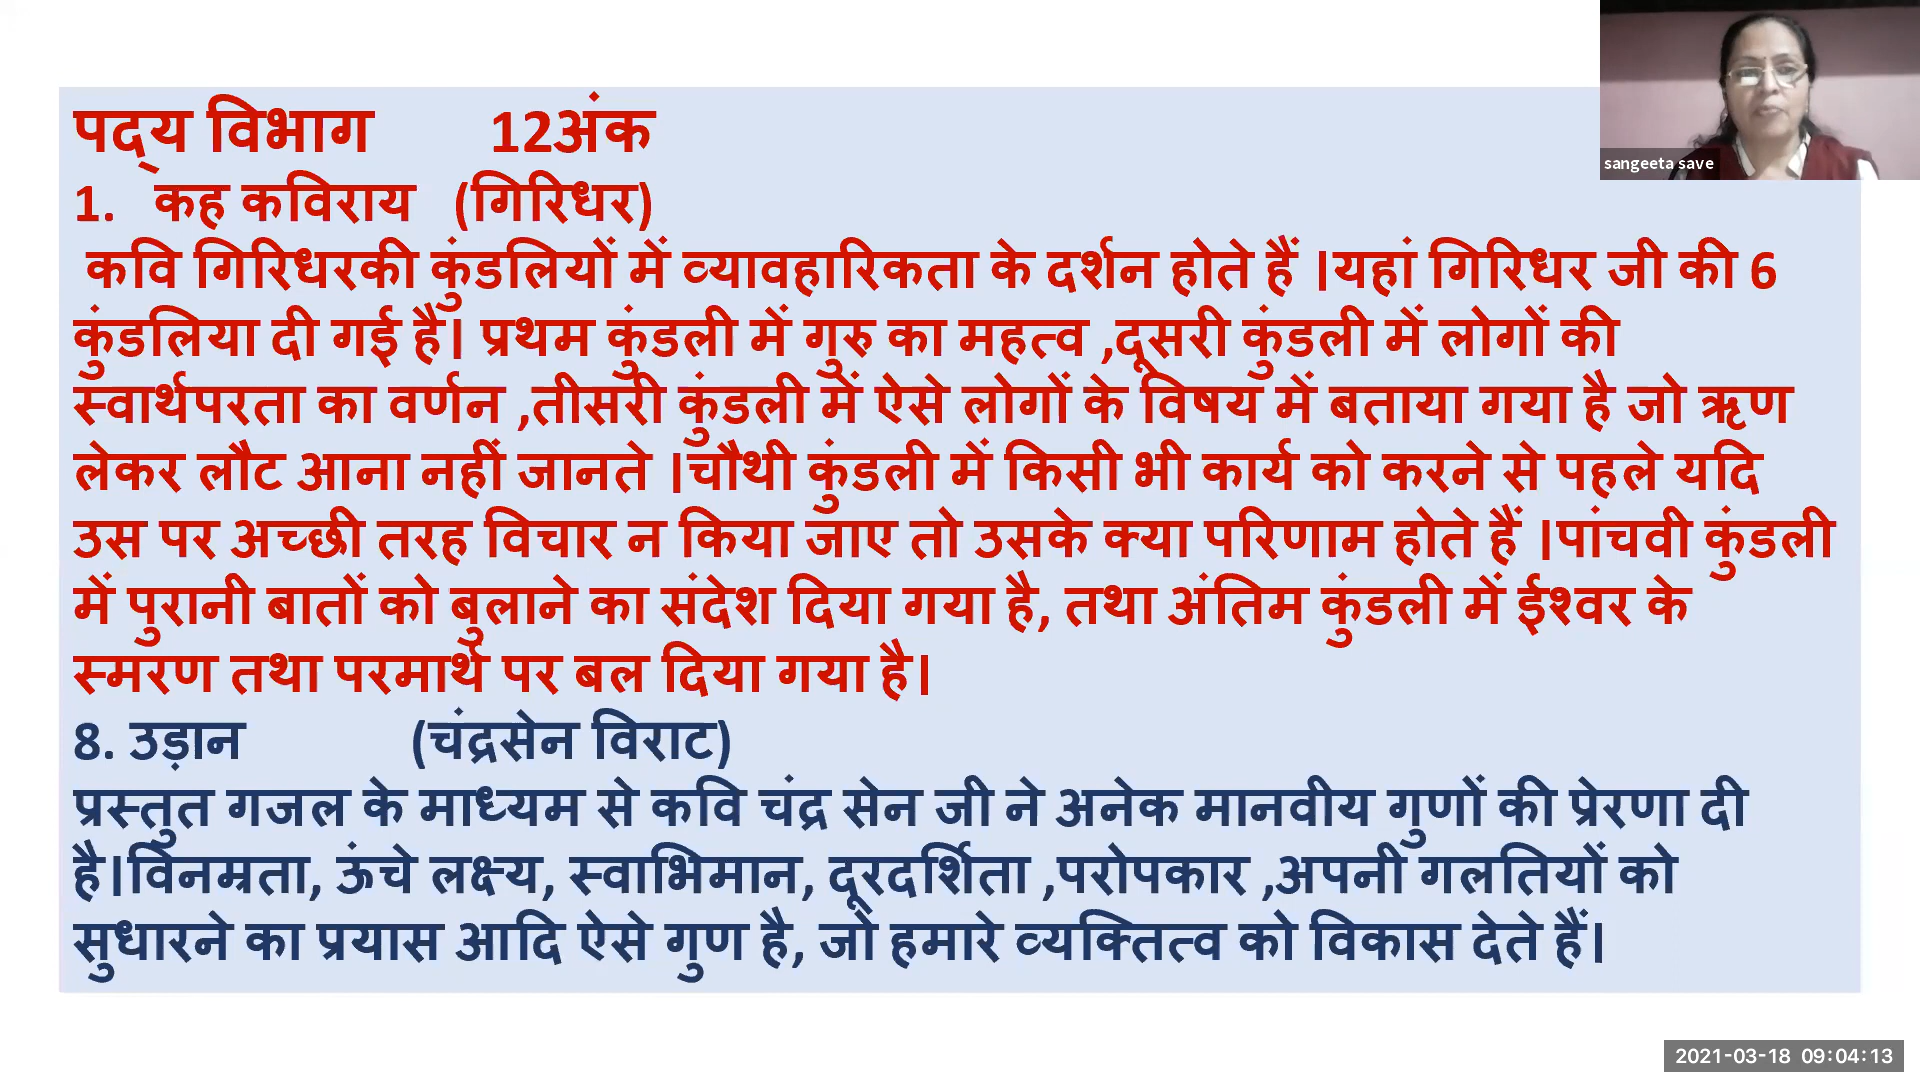 पद्य विभाग 12अंक
1. कह कविराय (गिरिधर)
कवि गिरिधरकी कुंडलियों में व्यावहारिकता के दर्शन होते हैं ।यहां गिरिधर जी की 6
कुंडलिया दी गई है। प्रथम कुंडली में गुरु का महत्व ,दूसरी कुंडली में लोगों की
स्वार्थपरता का वर्णन ,तीसरी कुंडली में ऐसे लोगों के विषय में बताया गया है जो ऋण
लेकर लौट आना नहीं जानते ।चौथी कुंडली में किसी भी कार्य को करने से पहले यदि
उस पर अच्छी तरह विचार न किया जाए तो उसके क्या परिणाम होते हैं ।पांचवी कुंडली
में पुरानी बातों को बुलाने का संदेश दिया गया है, तथा अंतिम कुंडली में ईश्वर के
स्मरण तथा परमार्थ पर बल दिया गया है।
8. उड़ान (चंद्रसेन विराट)
प्रस्तुत गजल के माध्यम से कवि चंद्र सेन जी ने अनेक मानवीय गुणों की प्रेरणा दी
है।विनम्रता, ऊंचे लक्ष्य, स्वाभिमान, दूरदर्शिता ,परोपकार ,अपनी गलतियों को
सुधारने का प्रयास आदि ऐसे गुण है, जो हमारे व्यक्तित्व को विकास देते हैं।
sangeeta save
2021-03-18 09:04:13